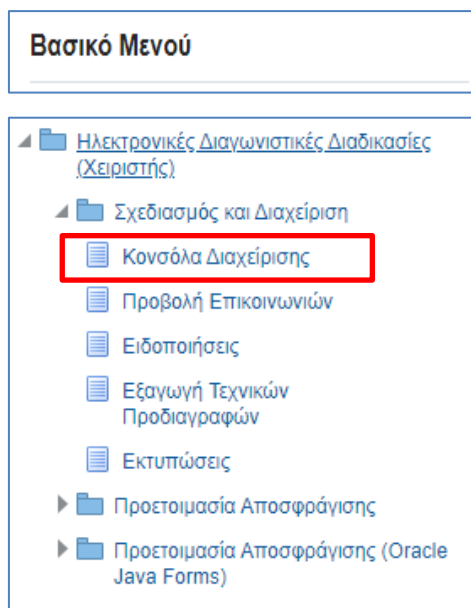 Βασικό Μενού
Ηλεκτρονικές Διαγωνιστικές Διαδικασίες
(Χειριστής)
Σχεδιασμός και Διαχείριση
Κονσόλα Διαχείρισης
Προβολή Επικοινωνιών
Ειδοποιήσεις
Εξαγωγή Τεχνικών
Προδιαγραφών
Εκτυπώσεις
Προετοιμασία Αποσφράγισης
Προετοιμασία Αποσφράγισης (Oracle
Java Forms)